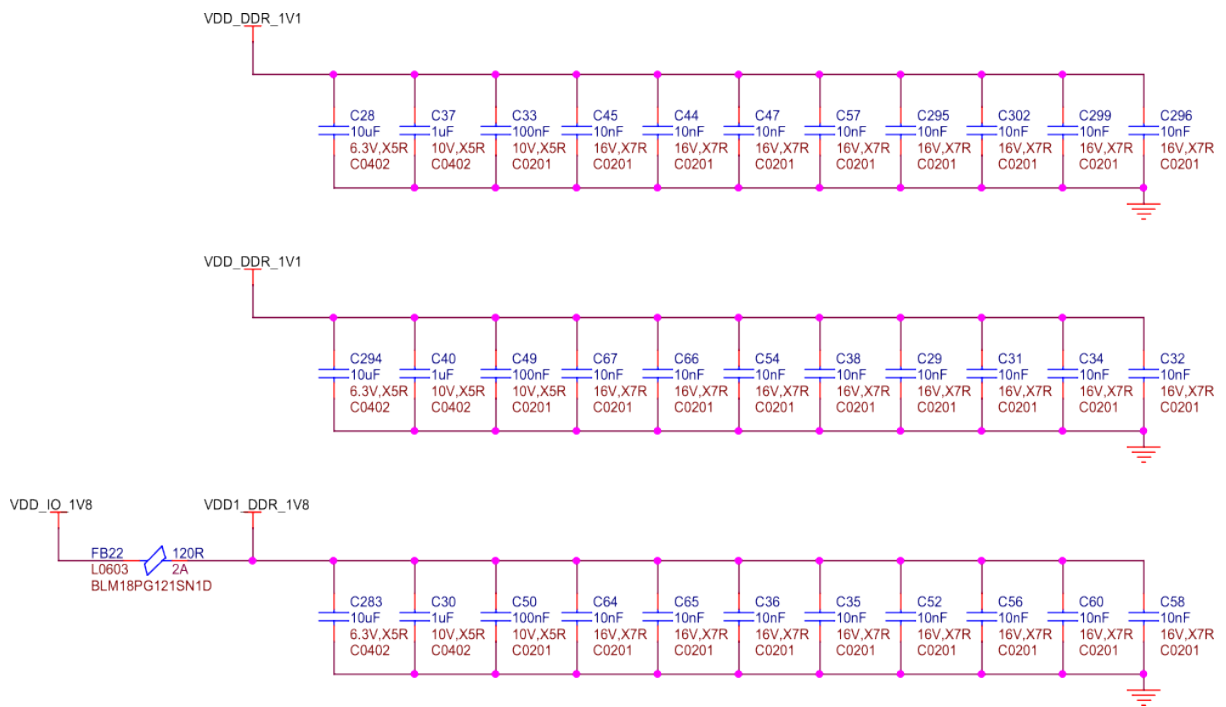 VDD_DDR_1V1
C28 C37 C33 C45 C44 C47 C57 C295 C302 C299 C296
10uF 1uF 100nF 10nF 10nF 10nF 10nF 10nF 10nF 10nF 10nF
6.3V,X5R 10V,X5R 10V,X5R 16V,X7R 16V,X7R 16V,X7R 16V,X7R 16V,X7R 16V,X7R 16V,X7R 16V,X7R
C0402 C0402 C0201 C0201 C0201 C0201 C0201 C0201 C0201 C0201 C0201
VDD_DDR_1V1
C294 C40 C49 C67 C66 C54 C38 C29 C31 C34 C32
10uF 1uF 100nF 10nF 10nF 10nF 10nF 10nF 10nF 10nF 10nF
6.3V,X5R 10V,X5R 10V,X5R 16V,X7R 16V,X7R 16V,X7R 16V,X7R 16V,X7R 16V,X7R 16V,X7R 16V,X7R
C0402 C0402 C0201 C0201 C0201 C0201 C0201 C0201 C0201 C0201 C0201
VDD_IO_1V8 VDD1_DDR_1V8
FB22 120R
L0603 2A
BLM18PG121SN1D
C283 C30 C50 C64 C65 C36 C35 C52 C56 C60 C58
10uF 1uF 100nF 10nF 10nF 10nF 10nF 10nF 10nF 10nF 10nF
6.3V,X5R 10V,X5R 10V,X5R 16V,X7R 16V,X7R 16V,X7R 16V,X7R 16V,X7R 16V,X7R 16V,X7R 16V,X7R
C0402 C0402 C0201 C0201 C0201 C0201 C0201 C0201 C0201 C0201 C0201